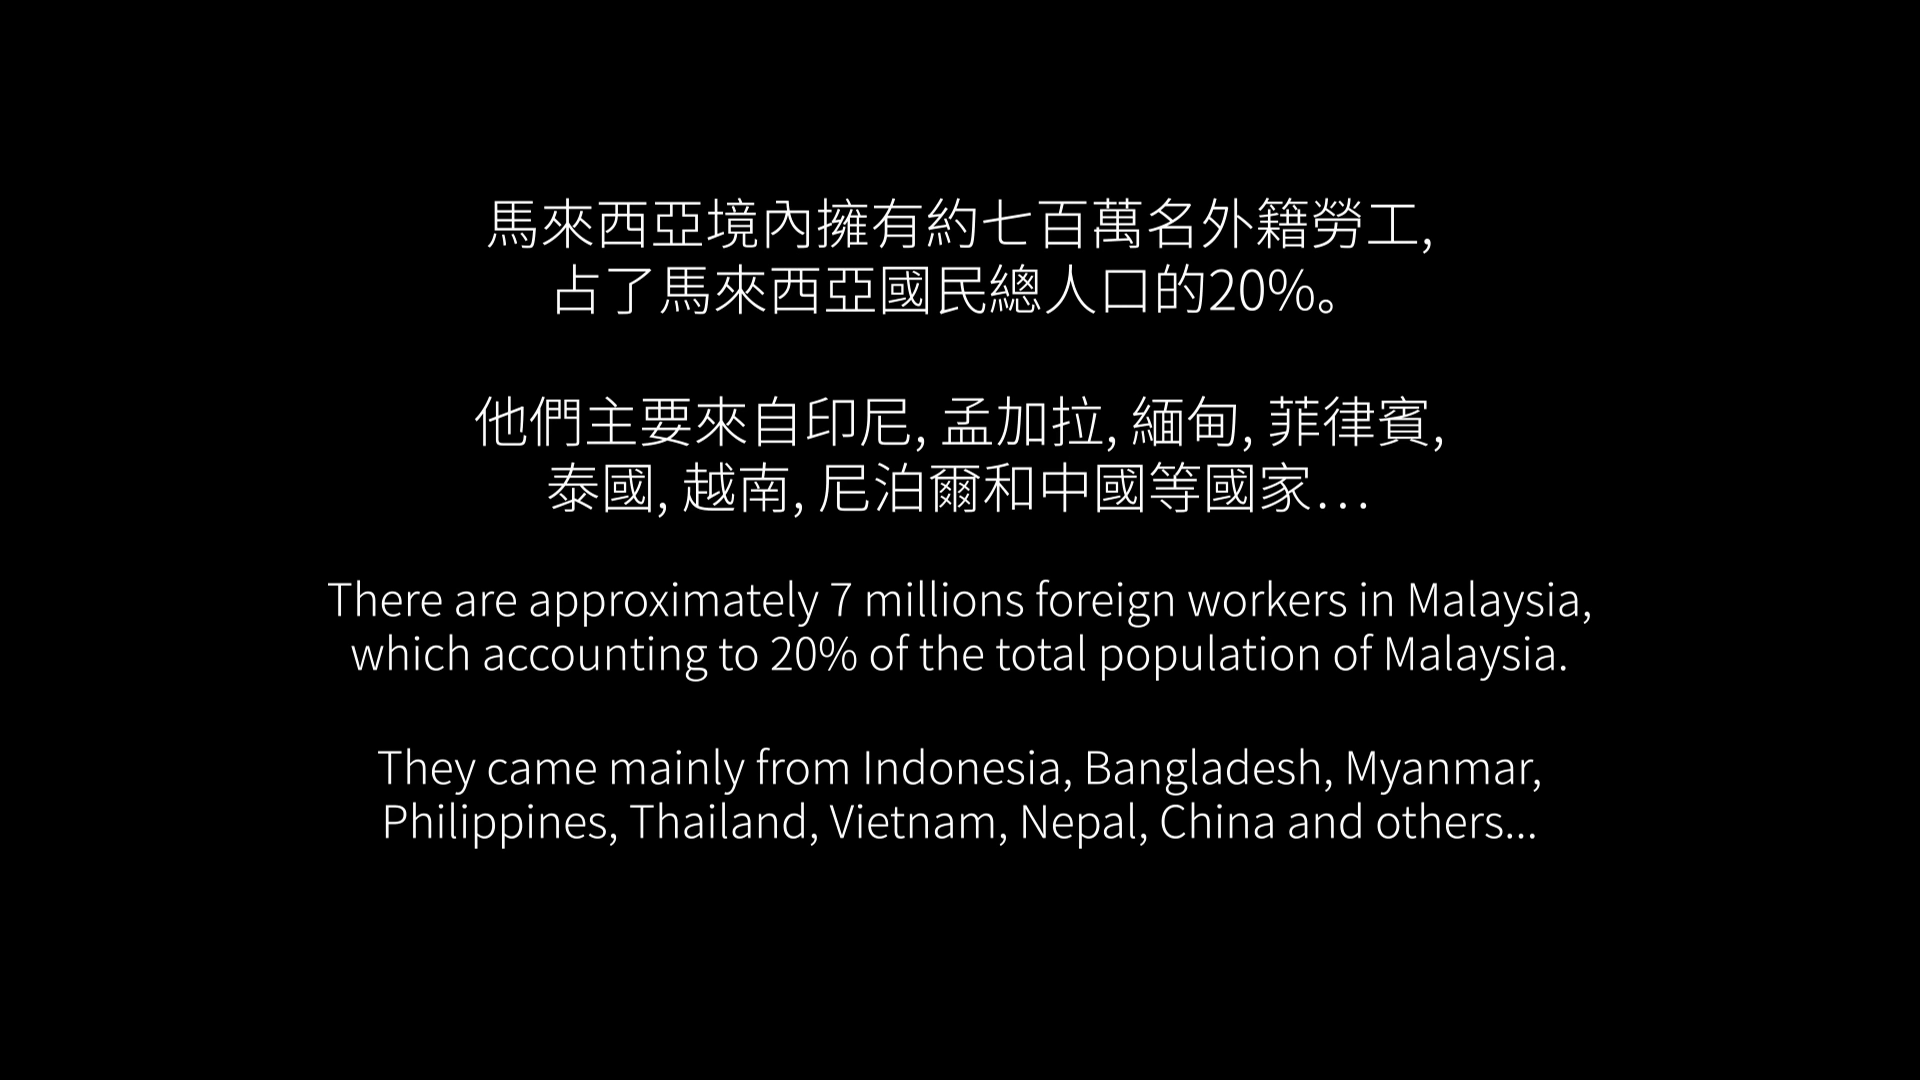 馬來西亞境內擁有約七百萬名外籍勞工,
占了馬來西亞國民總人口的20%。
他們主要來自印尼, 孟加拉, 緬甸, 菲律賓,
泰國, 越南, 尼泊爾和中國等國家…
There are approximately 7 millions foreign workers in Malaysia,
which accounting to 20% of the total population of Malaysia.
They came mainly from Indonesia, Bangladesh, Myanmar,
Philippines, Thailand, Vietnam, Nepal, China and others...